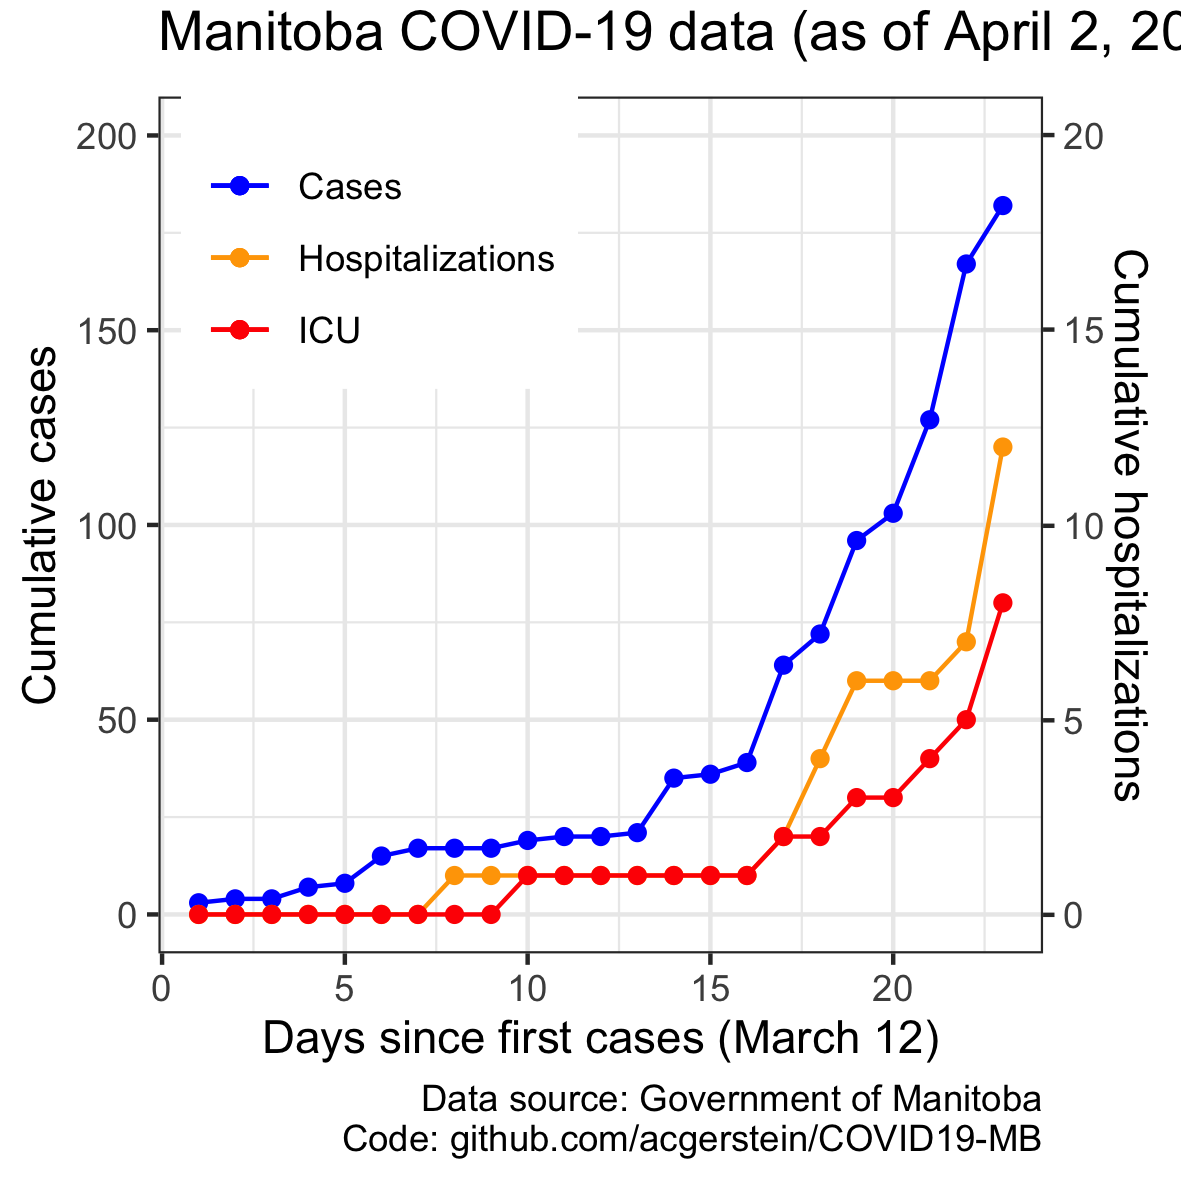 Manitoba COVID-19 data (as of April 2, 20
Cases
Hospitalizations
ICU
Cumulative cases
200
150
100
50
0
20
15
10
5
0
Cumulative hospitalizations
0 5 10 15 20
Days since first cases (March 12)
Data source: Government of Manitoba
Code: github.com/acgerstein/COVID19-MB